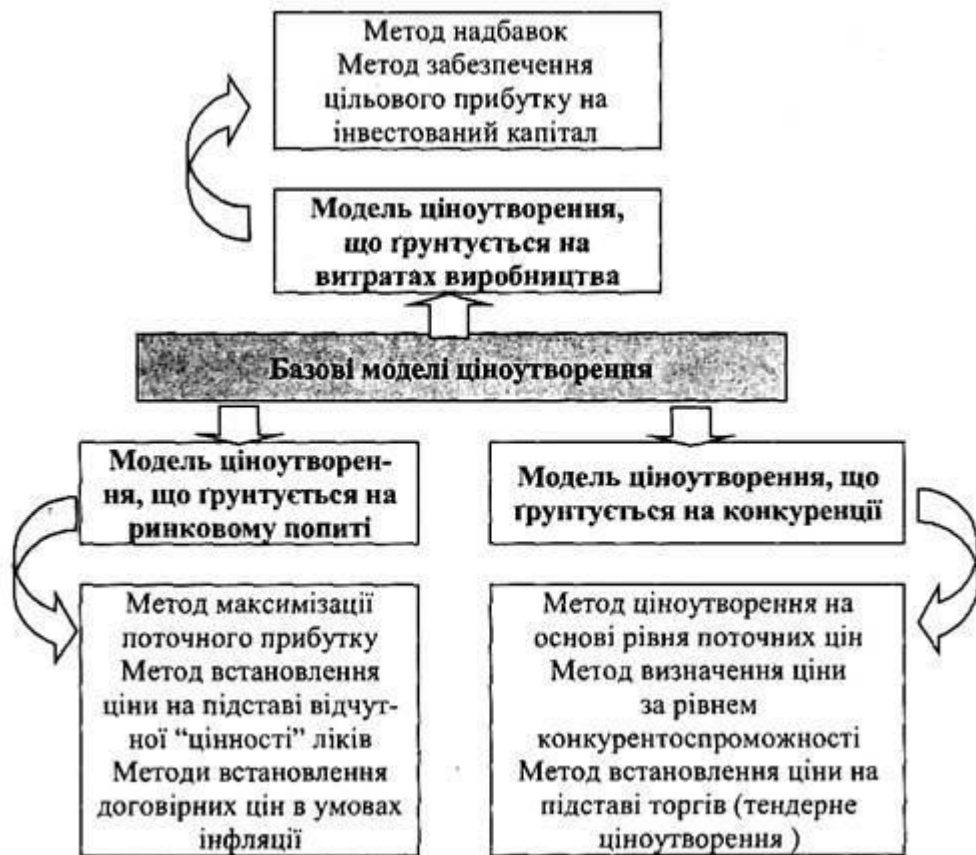 Метод надбавок
Метод забезпечення
цільового прибутку на
інвестований капітал
Модель ціноутворення,
що ґрунтується на
витратах виробництва
Базові моделі ціноутворення
Модель ціноутворен-
ня, що ґрунтується на
ринковому попиті
Модель ціноутворення, що
ґрунтується на конкуренції
Метод максимізації
поточного прибутку
Метод встановлення
ціни на підставі відчут-
ної “цінності” ліків
Методи встановлення
договірних цін в умовах
інфляції
Метод ціноутворення на
основі рівня поточних цін
Метод визначення ціни
за рівнем
конкурентоспроможності
Метод встановлення ціни на
підставі торгів (тендерне
ціноутворення )